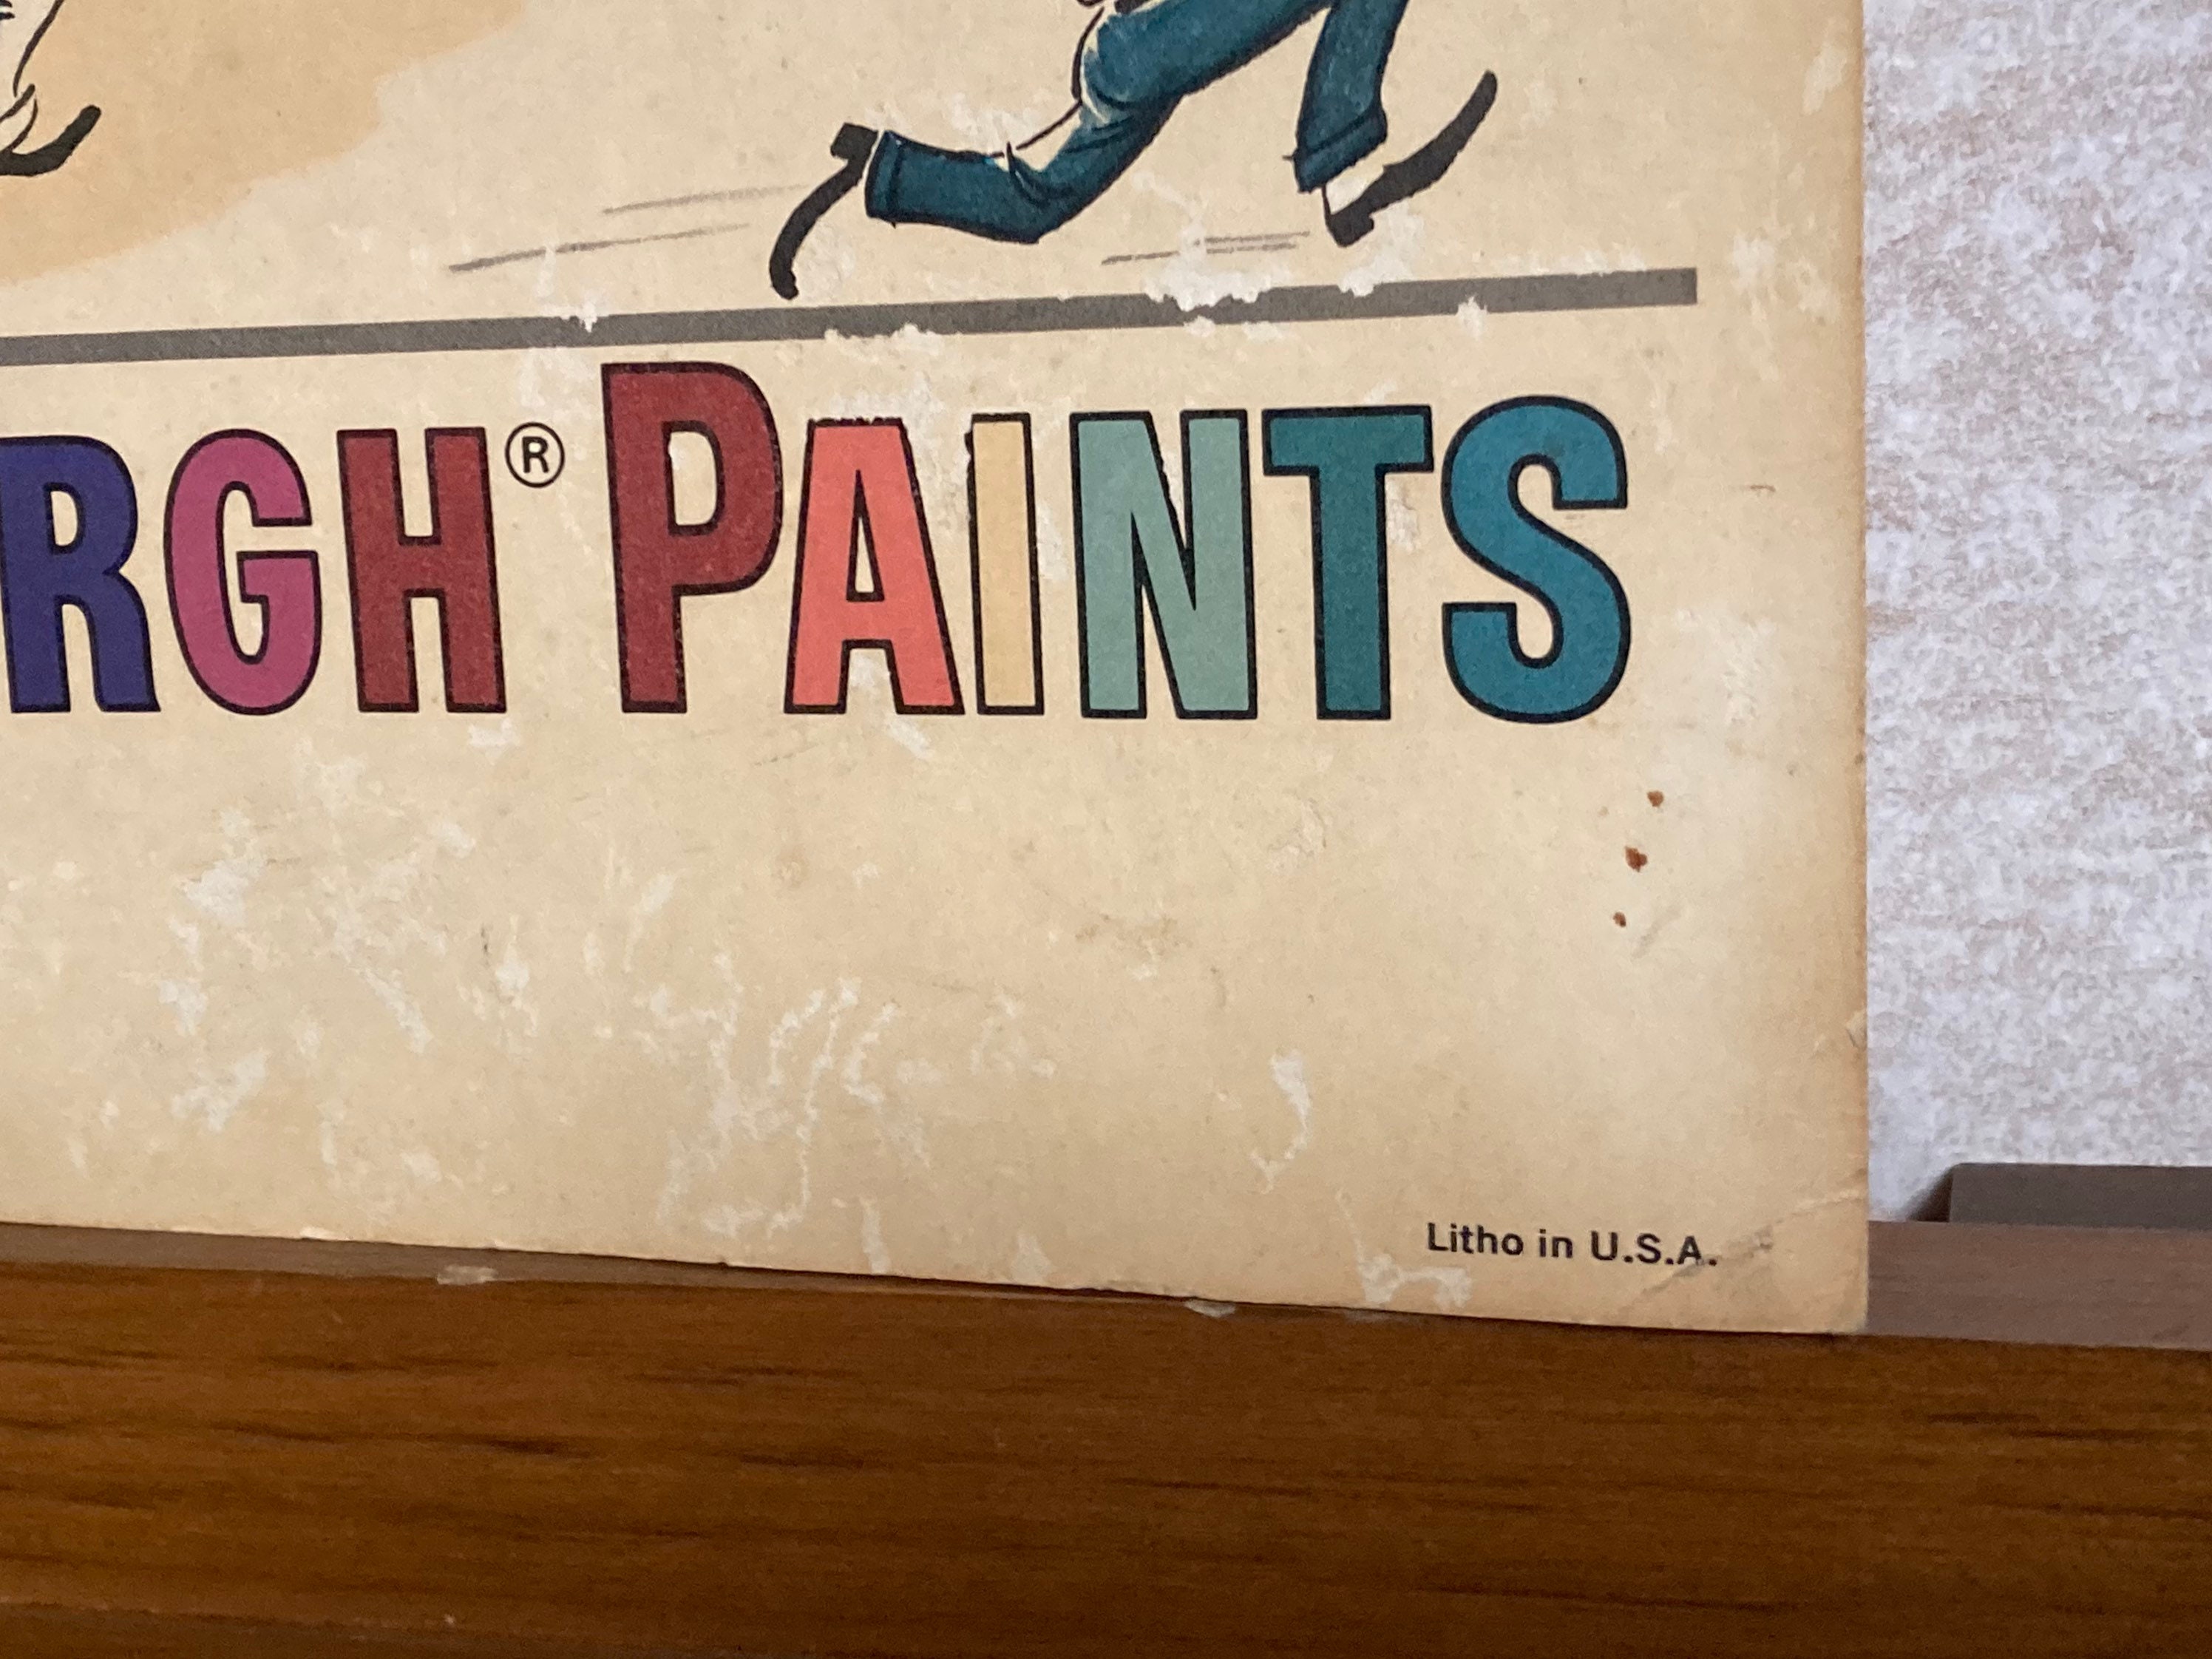 RGH® PAINTS
Litho in U.S.A.